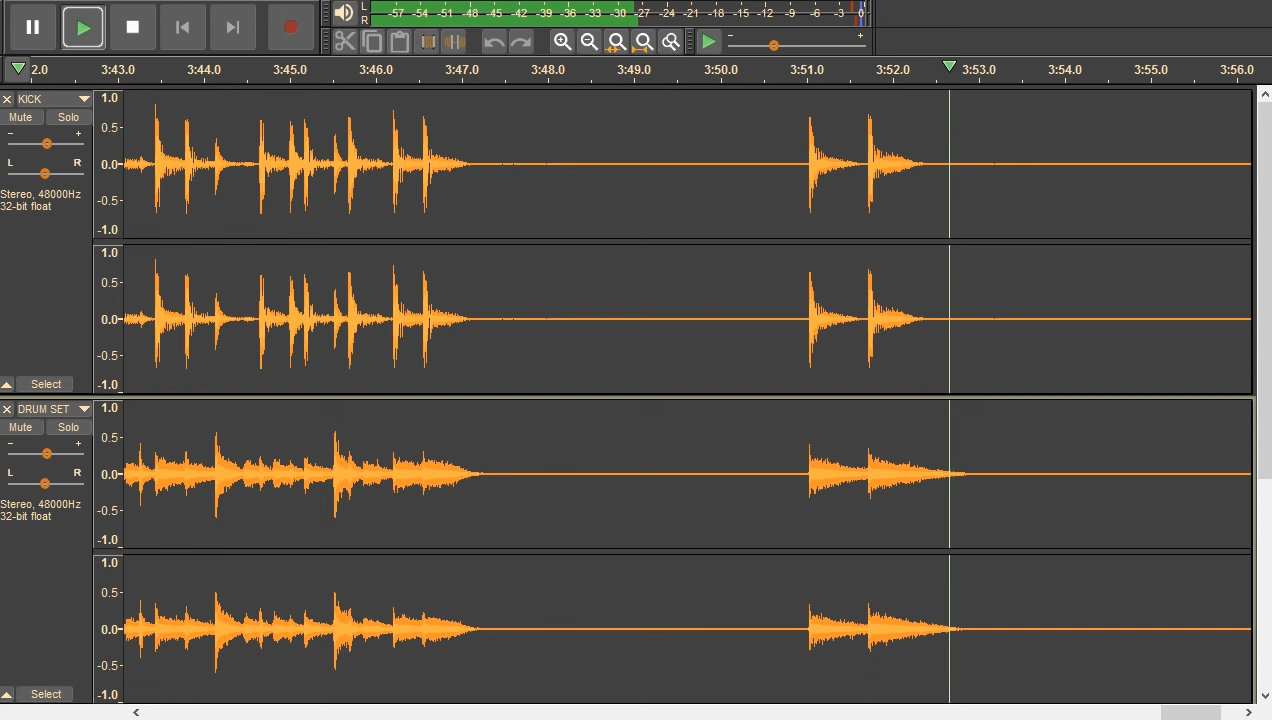 L
R
-57 -54 -51 -48 -45 -42 -39 -36 -33 -30 -27 -24 -21 -18 -15 -12 -9 -6 -3 0
- +
2.0 3:43.0 3:44.0 3:45.0 3:46.0 3:47.0 3:48.0 3:49.0 3:50.0 3:51.0 3:52.0 3:53.0 3:54.0 3:55.0 3:56.0
KICK
Mute Solo
- +
L R
Stereo, 48000Hz
32-bit float
Select
1.0
0.5-
0.0-
-0.5-
-1.0
1.0
0.5-
0.0-
-0.5-
-1.0
DRUM SET
Mute Solo
- +
L R
Stereo, 48000Hz
32-bit float
Select
1.0
0.5-
0.0-
-0.5-
-1.0
1.0
0.5-
0.0-
-0.5-
-1.0